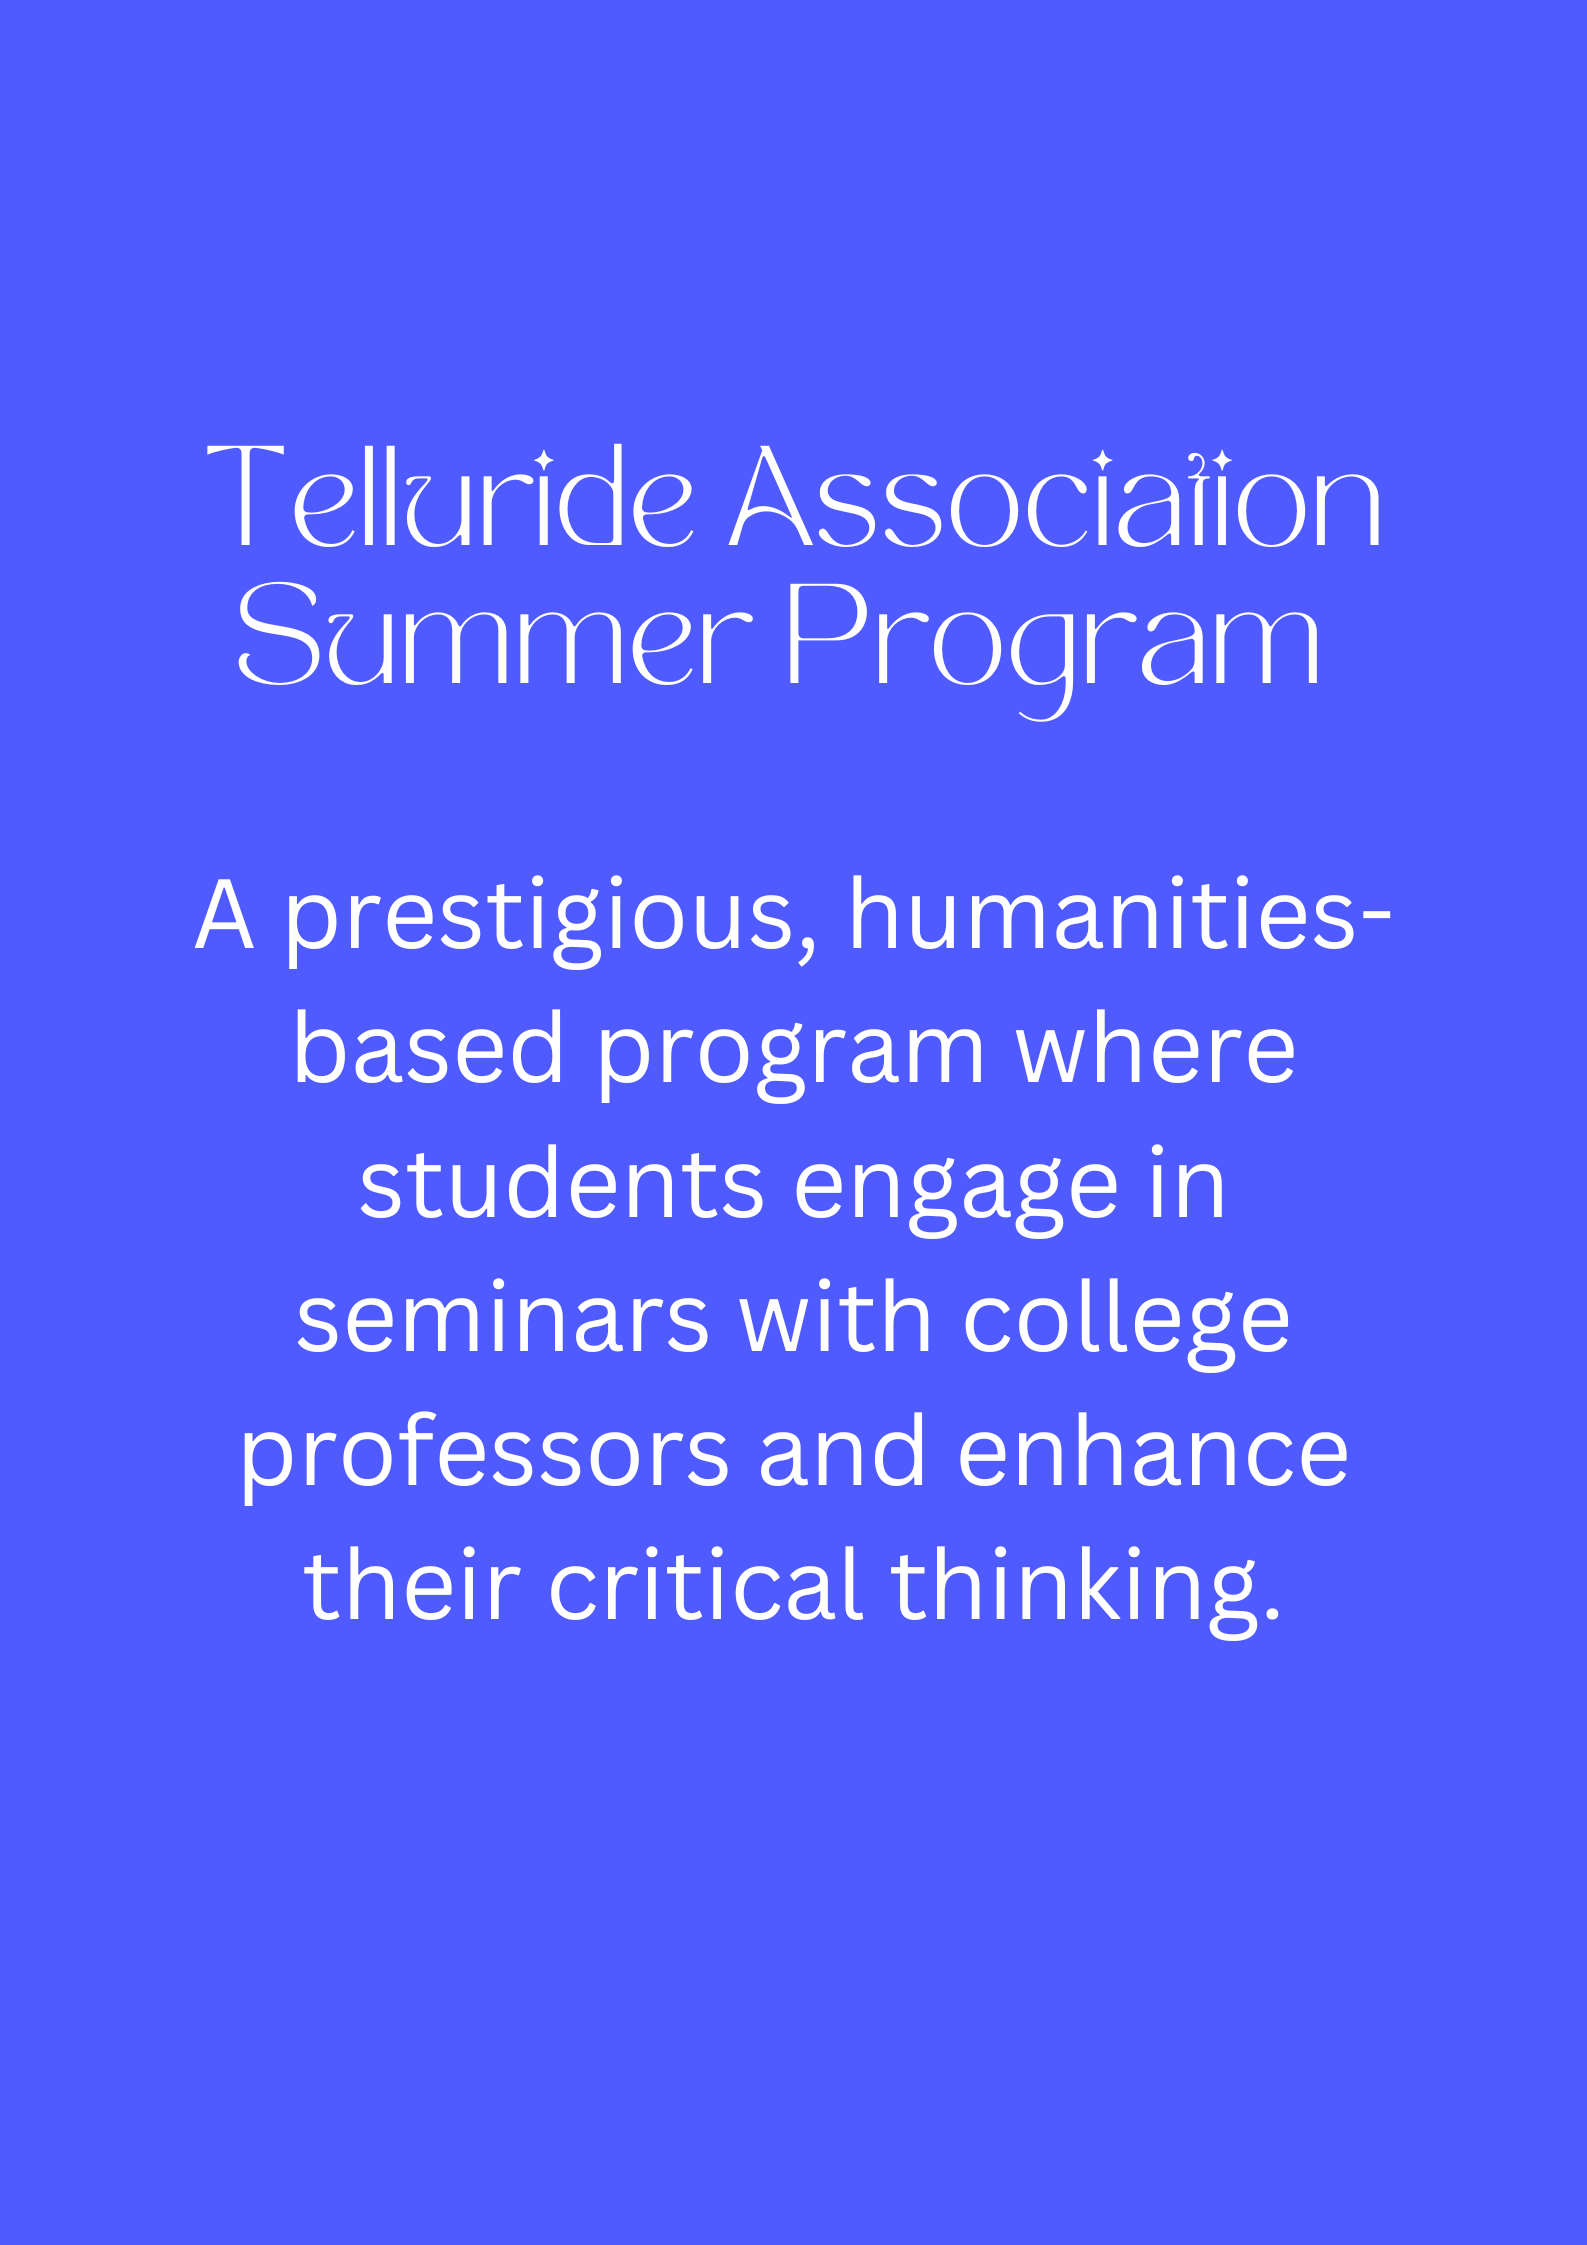 Telluride Association
Summer Program
A prestigious, humanities-
based program where
students engage in
seminars with college
professors and enhance
their critical thinking.